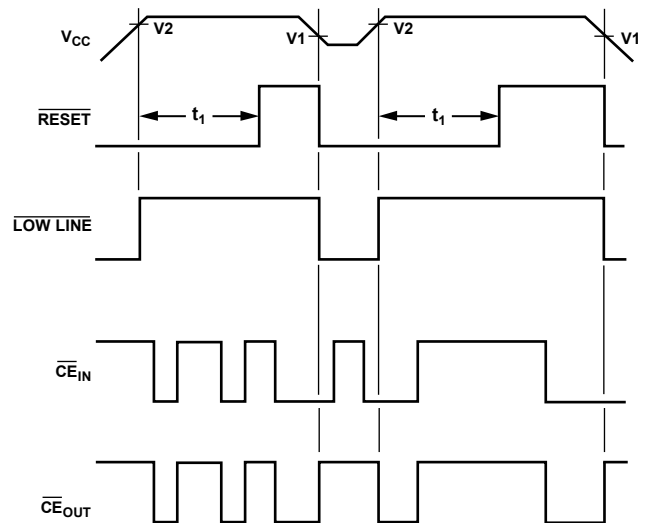 V2 V1 V2 V1
VCC
RESET
t1 t1
LOW LINE
CEIN
CEOUT